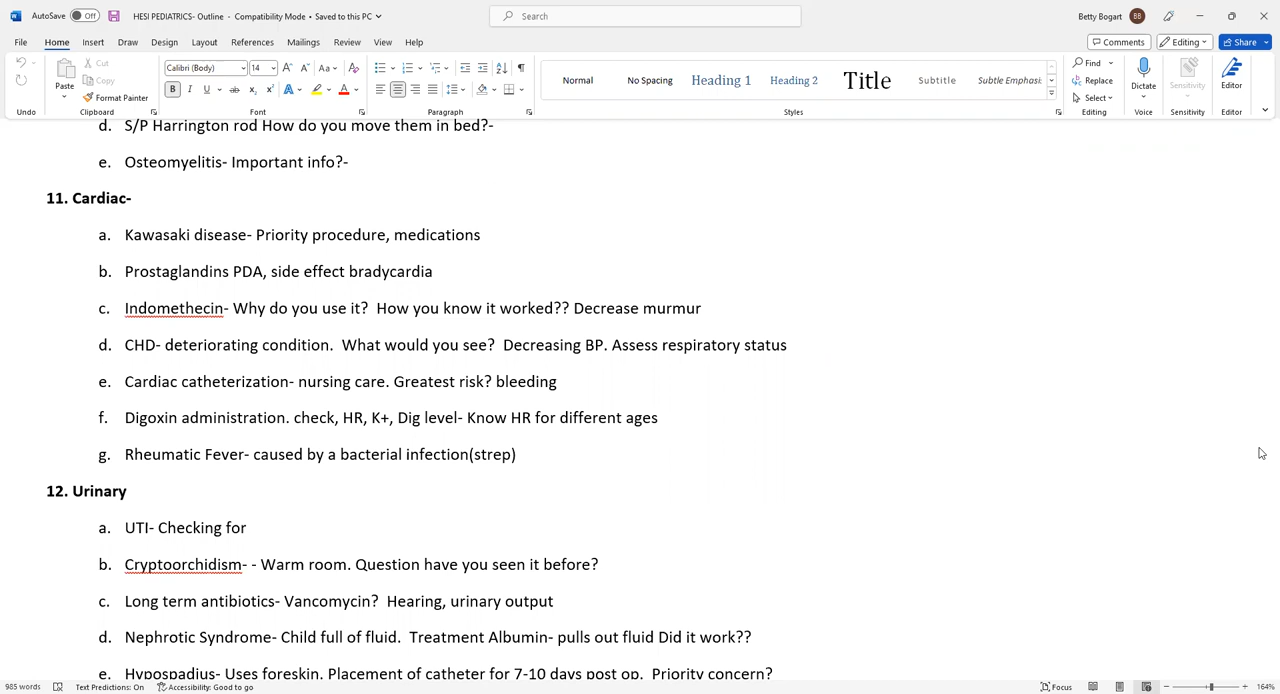 AutoSave Off HESI PEDIATRICS- Outline - Compatibility Mode • Saved to this PC Search Betty Bogart BB
File Home Insert Draw Design Layout References Mailings Review View Help Comments Editing Share
Paste Cut Copy Format Painter
Calibri (Body) 14
Normal No Spacing Heading 1 Heading 2 Title Subtitle Subtle Emphasi
Find Replace Select Dictate Sensitivity Editor
Undo Clipboard Font Paragraph Styles Editing Voice Sensitivity Editor
d. S/P Harrington rod How do you move them in bed?-
e. Osteomyelitis- Important info?-
11. Cardiac-
a. Kawasaki disease- Priority procedure, medications
b. Prostaglandins PDA, side effect bradycardia
c. Indomethecin- Why do you use it? How you know it worked?? Decrease murmur
d. CHD- deteriorating condition. What would you see? Decreasing BP. Assess respiratory status
e. Cardiac catheterization- nursing care. Greatest risk? bleeding
f. Digoxin administration. check, HR, K+, Dig level- Know HR for different ages
g. Rheumatic Fever- caused by a bacterial infection(strep)
12. Urinary
a. UTI- Checking for
b. Cryptoorchidism- - Warm room. Question have you seen it before?
c. Long term antibiotics- Vancomycin? Hearing, urinary output
d. Nephrotic Syndrome- Child full of fluid. Treatment Albumin- pulls out fluid Did it work??
e. Hypospadius- Uses foreskin. Placement of catheter for 7-10 days post op. Priority concern?
985 words Text Predictions: On Accessibility: Good to go Focus 164%